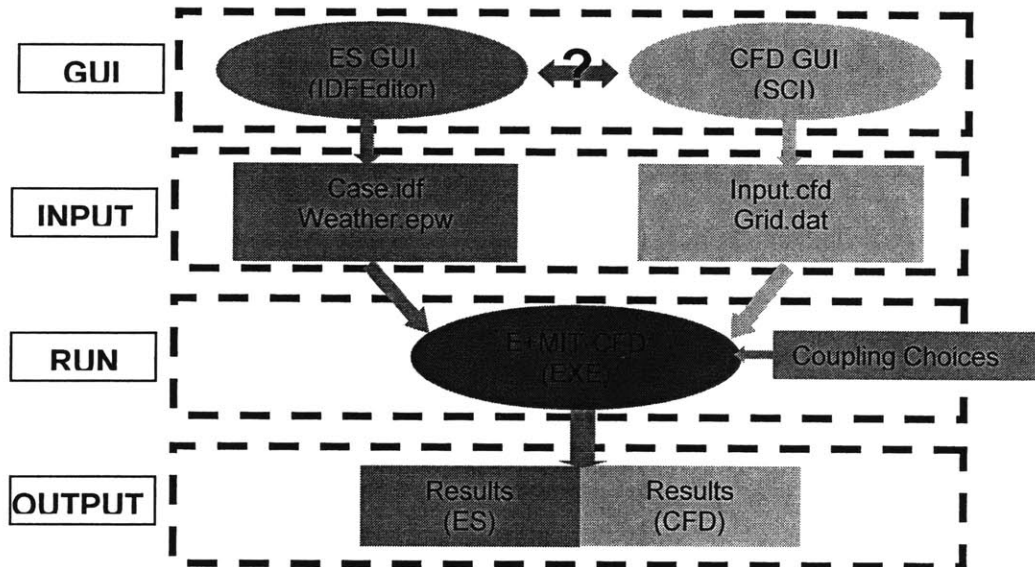 GUI
ES GUI
(IDFEditor)
?
CFD GUI
(SCI)
INPUT
Case.idf
Weather.epw
Input.cfd
Grid.dat
RUN
E+MIT-CFD
(EXE)
Coupling Choices
OUTPUT
Results
(ES)
Results
(CFD)